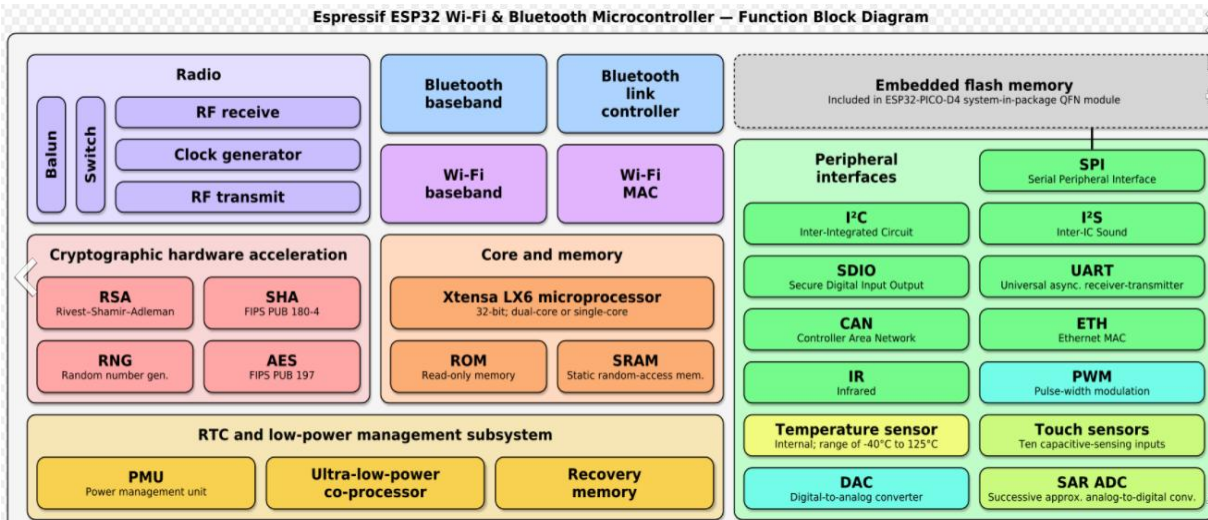 Espressif ESP32 Wi-Fi & Bluetooth Microcontroller — Function Block Diagram
Radio
Balun
Switch
RF receive
Clock generator
RF transmit
Bluetooth
baseband
Bluetooth
link
controller
Wi-Fi
baseband
Wi-Fi
MAC
Embedded flash memory
Included in ESP32-PICO-D4 system-in-package QFN module
Cryptographic hardware acceleration
RSA
Rivest–Shamir–Adleman
SHA
FIPS PUB 180-4
RNG
Random number gen.
AES
FIPS PUB 197
Core and memory
Xtensa LX6 microprocessor
32-bit; dual-core or single-core
ROM
Read-only memory
SRAM
Static random-access mem.
RTC and low-power management subsystem
PMU
Power management unit
Ultra-low-power
co-processor
Recovery
memory
Peripheral
interfaces
SPI
Serial Peripheral Interface
I²C
Inter-Integrated Circuit
I²S
Inter-IC Sound
SDIO
Secure Digital Input Output
UART
Universal async. receiver-transmitter
CAN
Controller Area Network
ETH
Ethernet MAC
IR
Infrared
PWM
Pulse-width modulation
Temperature sensor
Internal; range of -40°C to 125°C
Touch sensors
Ten capacitive-sensing inputs
DAC
Digital-to-analog converter
SAR ADC
Successive approx. analog-to-digital conv.